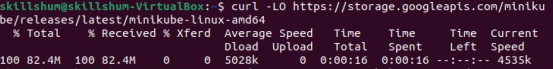 skillshum@skillshum-VirtualBox:~$ curl -LO https://storage.googleapis.com/miniku
be/releases/latest/minikube-linux-amd64
% Total % Received % Xferd Average Speed Time Time Time Current
Dload Upload Total Spent Left Speed
100 82.4M 100 82.4M 0 0 5028k 0 0:00:16 0:00:16 --:--:-- 4535k